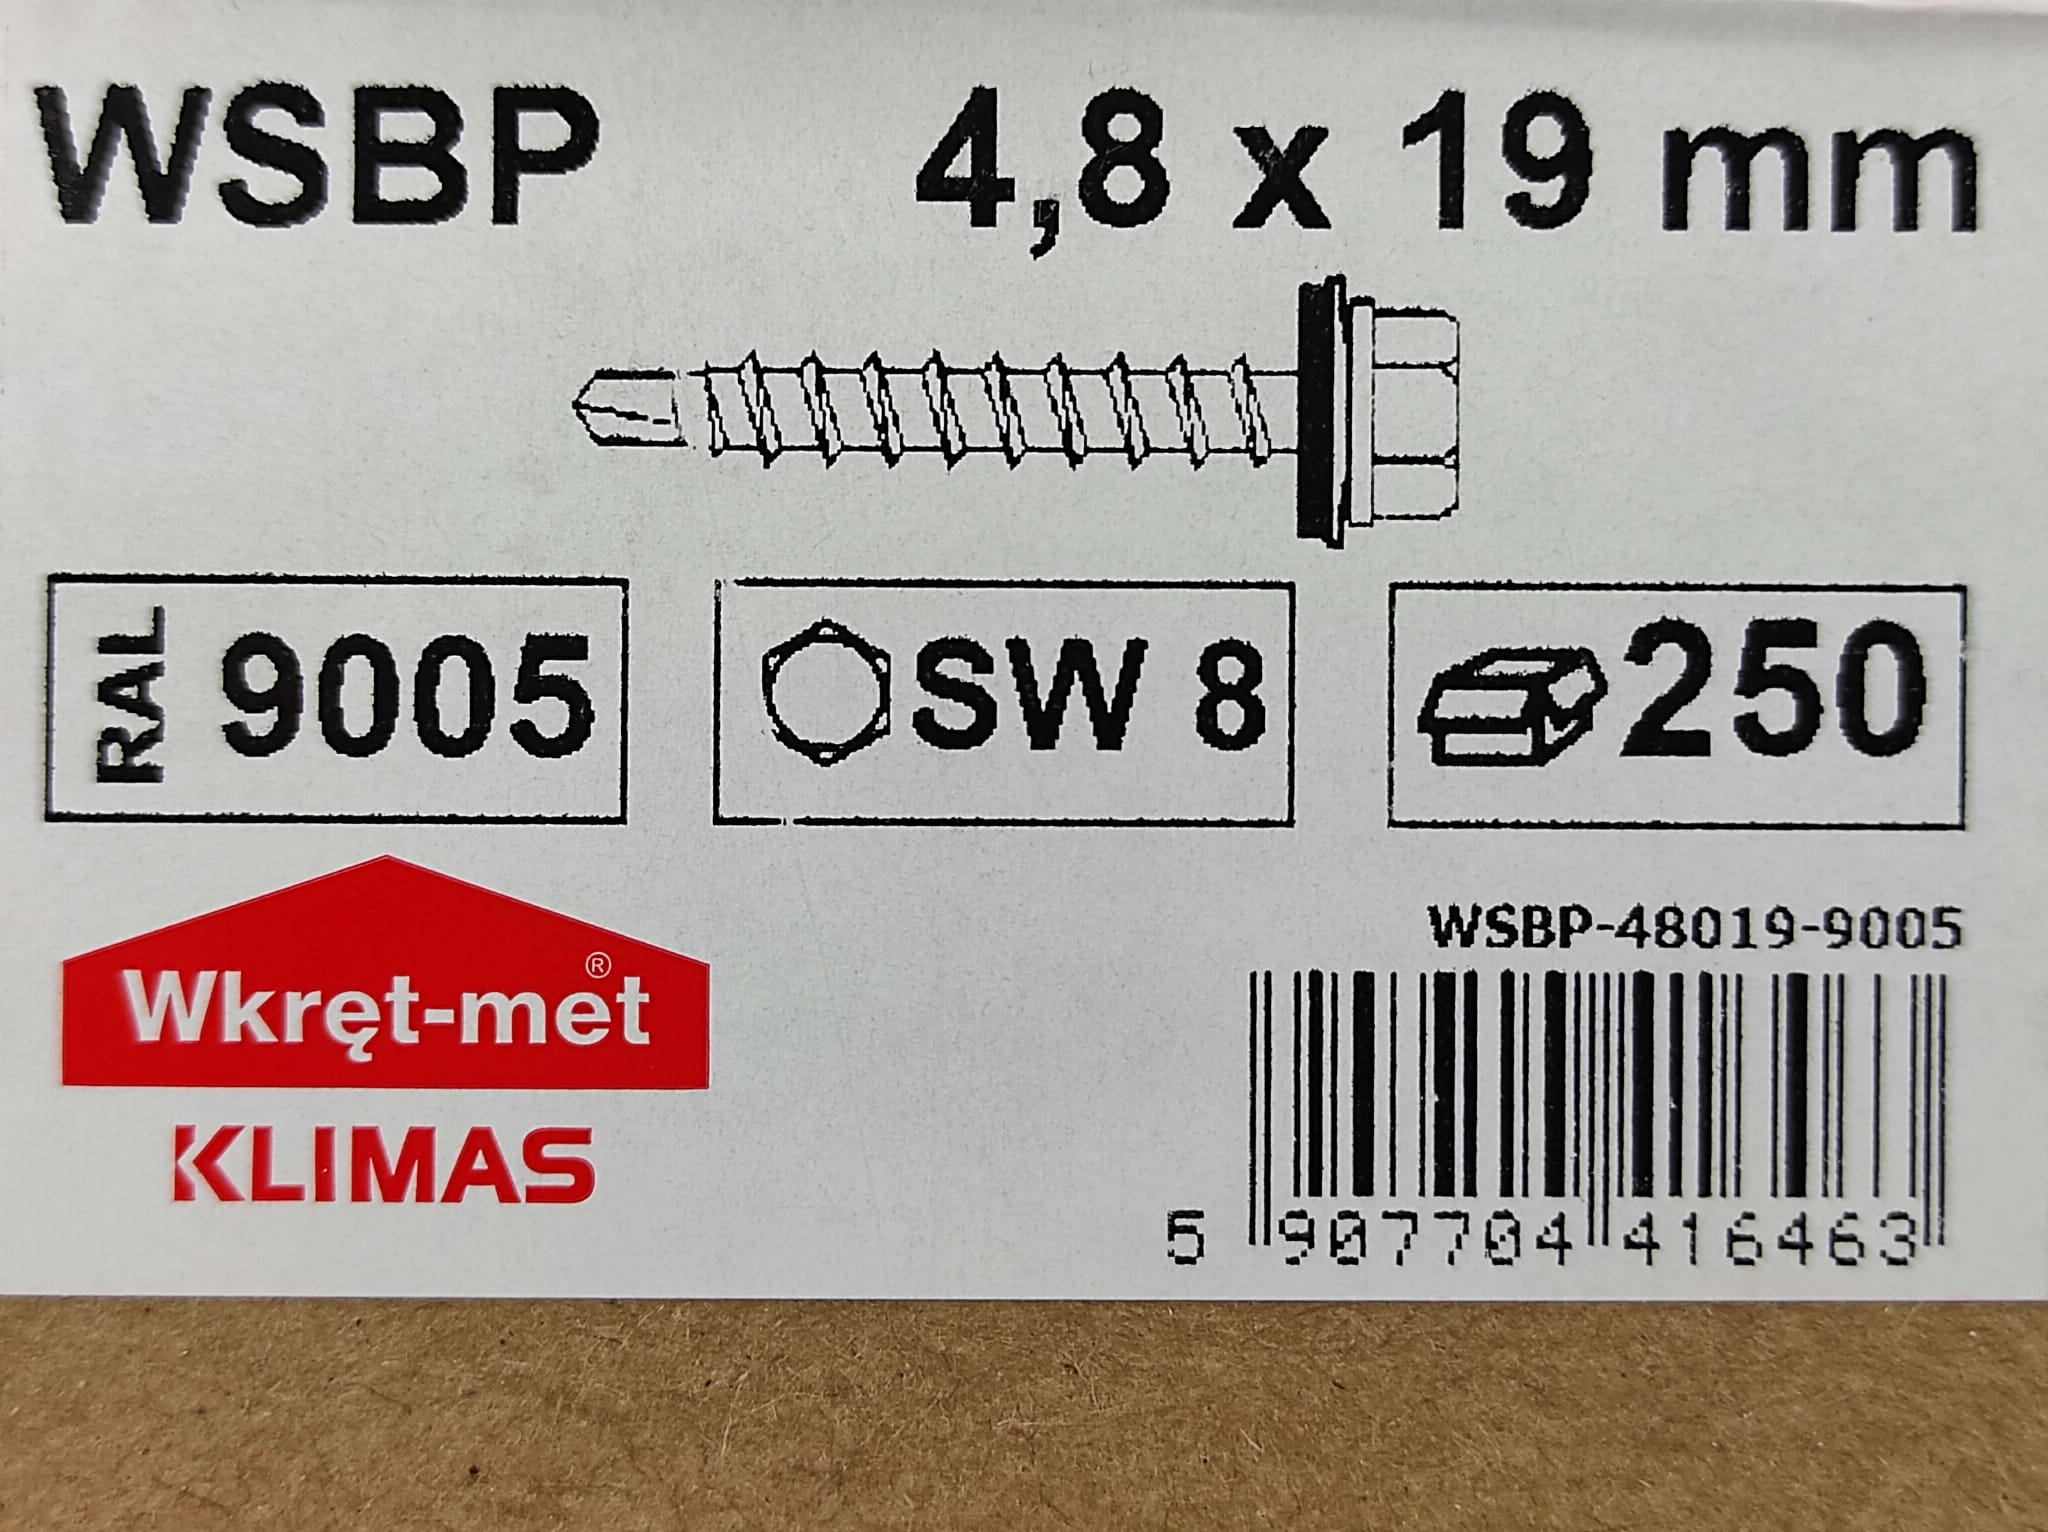 WSBP 4,8 x 19 mm
RAL 9005
SW 8
250
Wkręt-met®
KLIMAS
WSBP-48019-9005
5 907704 416463